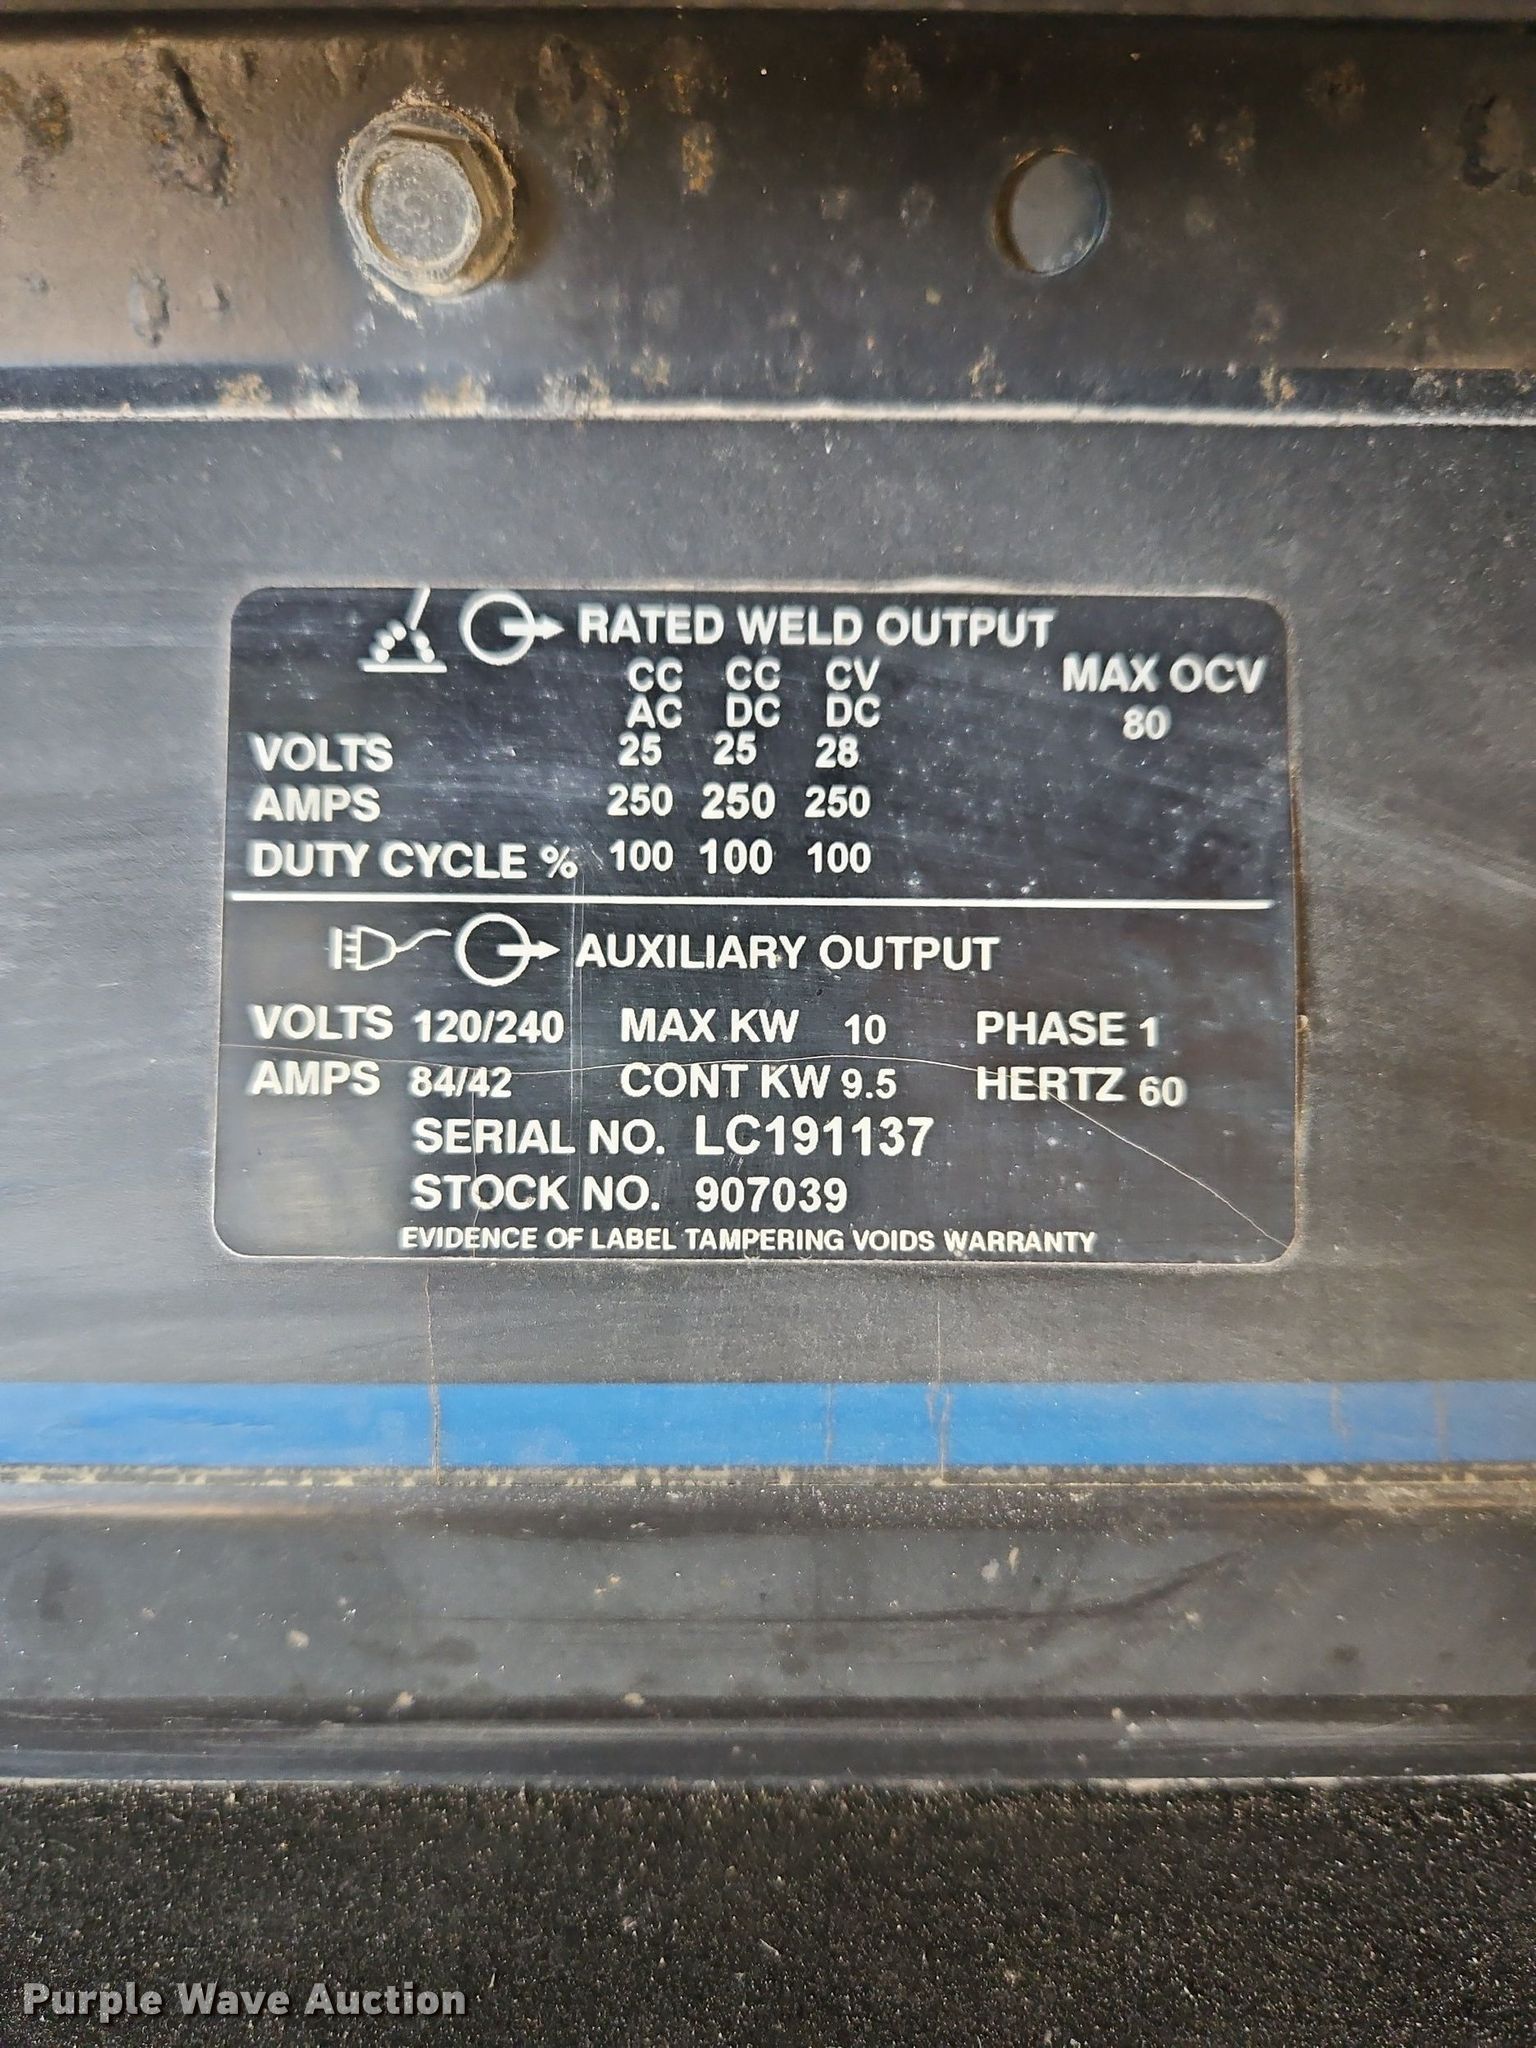 RATED WELD OUTPUT
CC CC CV MAX OCV
AC DC DC 80
VOLTS 25 25 28
AMPS 250 250 250
DUTY CYCLE % 100 100 100
AUXILIARY OUTPUT
VOLTS 120/240 MAX KW 10 PHASE 1
AMPS 84/42 CONT KW 9.5 HERTZ 60
SERIAL NO. LC191137
STOCK NO. 907039
EVIDENCE OF LABEL TAMPERING VOIDS WARRANTY
Purple Wave Auction